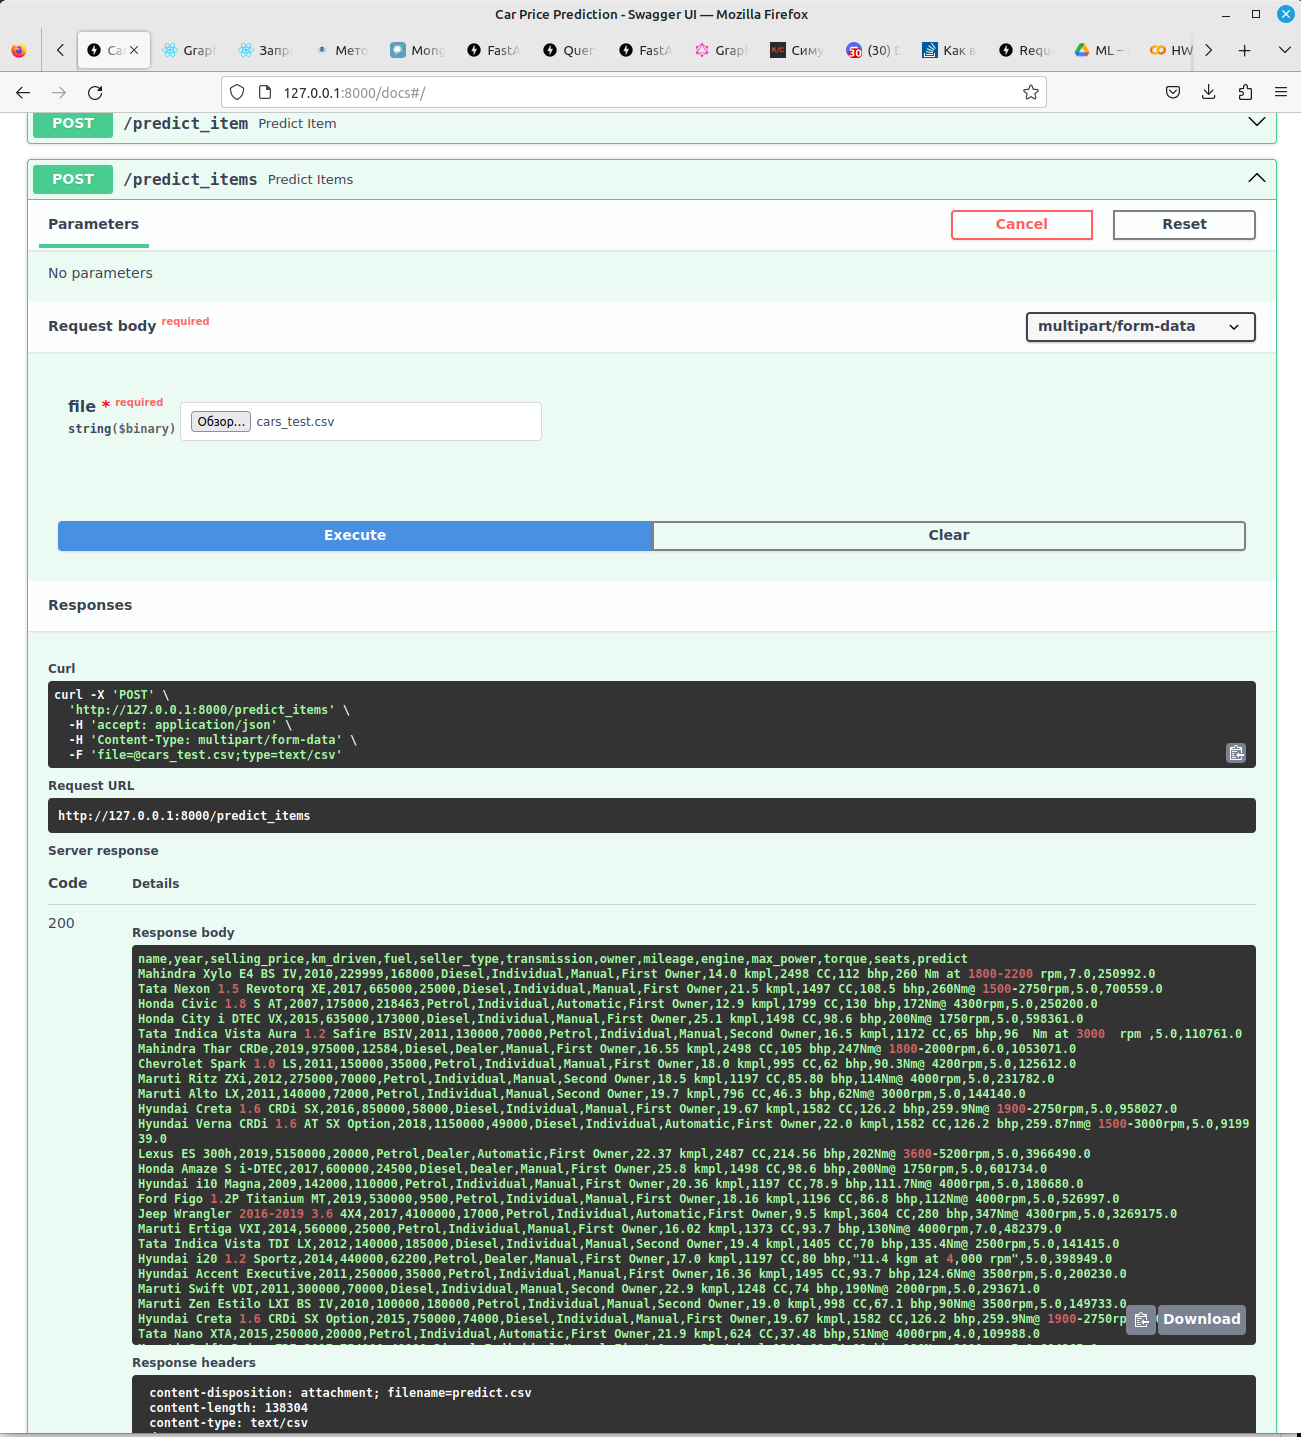 Car Price Prediction - Swagger UI — Mozilla Firefox
Ca
Grapl
Запр
Мето
Mong
FastA
Quer
FastA
Grapl
K/C Симу
30 (30)
Как в
Requ
ML –
HW
127.0.0.1:8000/docs#/
POST /predict_item Predict Item
POST /predict_items Predict Items
Parameters
Cancel
Reset
No parameters
Request body required
multipart/form-data
file * required
string($binary)
Обзор... cars_test.csv
Execute
Clear
Responses
Curl
curl -X 'POST' \
'http://127.0.0.1:8000/predict_items' \
-H 'accept: application/json' \
-H 'Content-Type: multipart/form-data' \
-F 'file=@cars_test.csv;type=text/csv'
Request URL
http://127.0.0.1:8000/predict_items
Server response
Code Details
200
Response body
name,year,selling_price,km_driven,fuel,seller_type,transmission,owner,mileage,engine,max_power,torque,seats,predict
Mahindra Xylo E4 BS IV,2010,229999,168000,Diesel,Individual,Manual,First Owner,14.0 kmpl,2498 CC,112 bhp,260 Nm at 1800-2200 rpm,7.0,250992.0
Tata Nexon 1.5 Revotorq XE,2017,665000,25000,Diesel,Individual,Manual,First Owner,21.5 kmpl,1497 CC,108.5 bhp,260Nm@ 1500-2750rpm,5.0,700559.0
Honda Civic 1.8 S AT,2007,175000,218463,Petrol,Individual,Automatic,First Owner,12.9 kmpl,1799 CC,130 bhp,172Nm@ 4300rpm,5.0,250200.0
Honda City i DTEC VX,2015,635000,173000,Diesel,Individual,Manual,First Owner,25.1 kmpl,1498 CC,98.6 bhp,200Nm@ 1750rpm,5.0,598361.0
Tata Indica Vista Aura 1.2 Safire BSIV,2011,130000,70000,Petrol,Individual,Manual,Second Owner,16.5 kmpl,1172 CC,65 bhp,96  Nm at 3000  rpm ,5.0,110761.0
Mahindra Thar CRDe,2019,975000,12584,Diesel,Dealer,Manual,First Owner,16.55 kmpl,2498 CC,105 bhp,247Nm@ 1800-2000rpm,6.0,1053071.0
Chevrolet Spark 1.0 LS,2011,150000,35000,Petrol,Individual,Manual,First Owner,18.0 kmpl,995 CC,62 bhp,90.3Nm@ 4200rpm,5.0,125612.0
Maruti Ritz ZXi,2012,275000,70000,Petrol,Individual,Manual,Second Owner,18.5 kmpl,1197 CC,85.80 bhp,114Nm@ 4000rpm,5.0,231782.0
Maruti Alto LX,2011,140000,72000,Petrol,Individual,Manual,Second Owner,19.7 kmpl,796 CC,46.3 bhp,62Nm@ 3000rpm,5.0,144140.0
Hyundai Creta 1.6 CRDi SX,2016,850000,58000,Diesel,Individual,Manual,First Owner,19.67 kmpl,1582 CC,126.2 bhp,259.9Nm@ 1900-2750rpm,5.0,958027.0
Hyundai Verna CRDi 1.6 AT SX Option,2018,1150000,49000,Diesel,Individual,Automatic,First Owner,22.0 kmpl,1582 CC,126.2 bhp,259.87nm@ 1500-3000rpm,5.0,9199
39.0
Lexus ES 300h,2019,5150000,20000,Petrol,Dealer,Automatic,First Owner,22.37 kmpl,2487 CC,214.56 bhp,202Nm@ 3600-5200rpm,5.0,3966490.0
Honda Amaze S i-DTEC,2017,600000,24500,Diesel,Dealer,Manual,First Owner,25.8 kmpl,1498 CC,98.6 bhp,200Nm@ 1750rpm,5.0,601734.0
Hyundai i10 Magna,2009,142000,110000,Petrol,Individual,Manual,First Owner,20.36 kmpl,1197 CC,78.9 bhp,111.7Nm@ 4000rpm,5.0,180680.0
Ford Figo 1.2P Titanium MT,2019,530000,9500,Petrol,Individual,Manual,First Owner,18.16 kmpl,1196 CC,86.8 bhp,112Nm@ 4000rpm,5.0,526997.0
Jeep Wrangler 2016-2019 3.6 4X4,2017,4100000,17000,Petrol,Individual,Automatic,First Owner,9.5 kmpl,3604 CC,280 bhp,347Nm@ 4300rpm,5.0,3269175.0
Maruti Ertiga VXI,2014,560000,25000,Petrol,Individual,Manual,First Owner,16.02 kmpl,1373 CC,93.7 bhp,130Nm@ 4000rpm,7.0,482379.0
Tata Indica Vista TDI LX,2012,140000,185000,Diesel,Individual,Manual,Second Owner,19.4 kmpl,1405 CC,70 bhp,135.4Nm@ 2500rpm,5.0,141415.0
Hyundai i20 1.2 Sportz,2014,440000,62200,Petrol,Dealer,Manual,First Owner,17.0 kmpl,1197 CC,80 bhp,"11.4 kgm at 4,000 rpm",5.0,398949.0
Hyundai Accent Executive,2011,250000,35000,Petrol,Individual,Manual,First Owner,16.36 kmpl,1495 CC,93.7 bhp,124.6Nm@ 3500rpm,5.0,200230.0
Maruti Swift VDI,2011,300000,70000,Diesel,Individual,Manual,Second Owner,22.9 kmpl,1248 CC,74 bhp,190Nm@ 2000rpm,5.0,293671.0
Maruti Zen Estilo LXI BS IV,2010,100000,180000,Petrol,Individual,Manual,Second Owner,19.0 kmpl,998 CC,67.1 bhp,90Nm@ 3500rpm,5.0,149733.0
Hyundai Creta 1.6 CRDi SX Option,2015,750000,74000,Diesel,Individual,Manual,First Owner,19.67 kmpl,1582 CC,126.2 bhp,259.9Nm@ 1900-2750rp
Tata Nano XTA,2015,250000,20000,Petrol,Individual,Automatic,First Owner,21.9 kmpl,624 CC,37.48 bhp,51Nm@ 4000rpm,4.0,109988.0
Download
Response headers
content-disposition: attachment; filename=predict.csv
content-length: 138304
content-type: text/csv